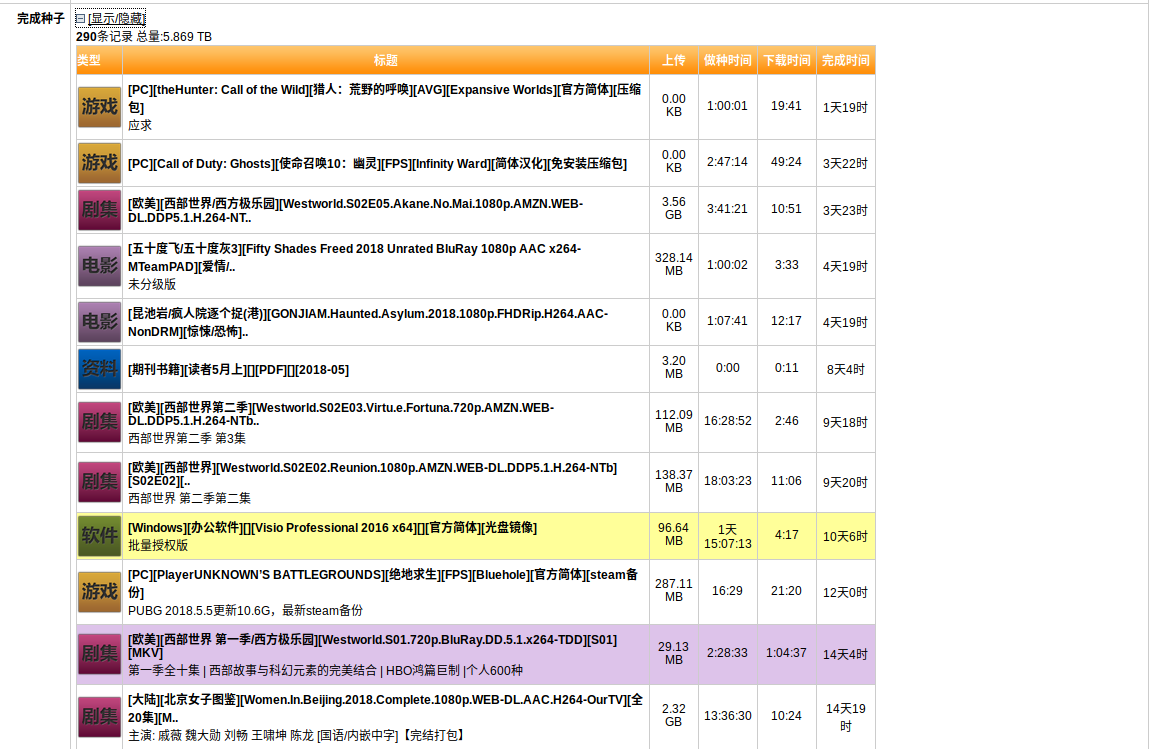 完成种子 [显示/隐藏]
290条记录 总量:5.869 TB
类型 标题 上传 做种时间 下载时间 完成时间
游戏 [PC][theHunter: Call of the Wild][猎人：荒野的呼唤][AVG][Expansive Worlds][官方简体][压缩
包]
应求
0.00
KB
1:00:01 19:41 1天19时
游戏 [PC][Call of Duty: Ghosts][使命召唤10：幽灵][FPS][Infinity Ward][简体汉化][免安装压缩包]
0.00
KB
2:47:14 49:24 3天22时
剧集 [欧美][西部世界/西方极乐园][Westworld.S02E05.Akane.No.Mai.1080p.AMZN.WEB-
DL.DDP5.1.H.264-NT..
3.56
GB
3:41:21 10:51 3天23时
电影 [五十度飞/五十度灰3][Fifty Shades Freed 2018 Unrated BluRay 1080p AAC x264-
MTeamPAD][爱情/..
未分级版
328.14
MB
1:00:02 3:33 4天19时
电影 [昆池岩/疯人院逐个捉(港)][GONJIAM.Haunted.Asylum.2018.1080p.FHDRip.H264.AAC-
NonDRM][惊悚/恐怖]..
0.00
KB
1:07:41 12:17 4天19时
资料 [期刊书籍][读者5月上][][PDF][][2018-05]
3.20
MB
0:00 0:11 8天4时
剧集 [欧美][西部世界第二季][Westworld.S02E03.Virtu.e.Fortuna.720p.AMZN.WEB-
DL.DDP5.1.H.264-NTb..
西部世界第二季 第3集
112.09
MB
16:28:52 2:46 9天18时
剧集 [欧美][西部世界][Westworld.S02E02.Reunion.1080p.AMZN.WEB-DL.DDP5.1.H.264-NTb]
[S02E02][..
西部世界 第二季第二集
138.37
MB
18:03:23 11:06 9天20时
软件 [Windows][办公软件][][Visio Professional 2016 x64][][官方简体][光盘镜像]
批量授权版
96.64
MB
1天
15:07:13
4:17 10天6时
游戏 [PC][PlayerUNKNOWN'S BATTLEGROUNDS][绝地求生][FPS][Bluehole][官方简体][steam备
份]
PUBG 2018.5.5更新10.6G，最新steam备份
287.11
MB
16:29 21:20 12天0时
剧集 [欧美][西部世界 第一季/西方极乐园][Westworld.S01.720p.BluRay.DD.5.1.x264-TDD][S01]
[MKV]
第一季全十集 | 西部故事与科幻元素的完美结合 | HBO鸿篇巨制 |个人600种
29.13
MB
2:28:33 1:04:37 14天4时
剧集 [大陆][北京女子图鉴][Women.In.Beijing.2018.Complete.1080p.WEB-DL.AAC.H264-OurTV][全
20集][M..
主演: 戚薇 魏大勋 刘畅 王啸坤 陈龙 [国语/内嵌中字]【完结打包】
2.32
GB
13:36:30 10:24
14天19
时